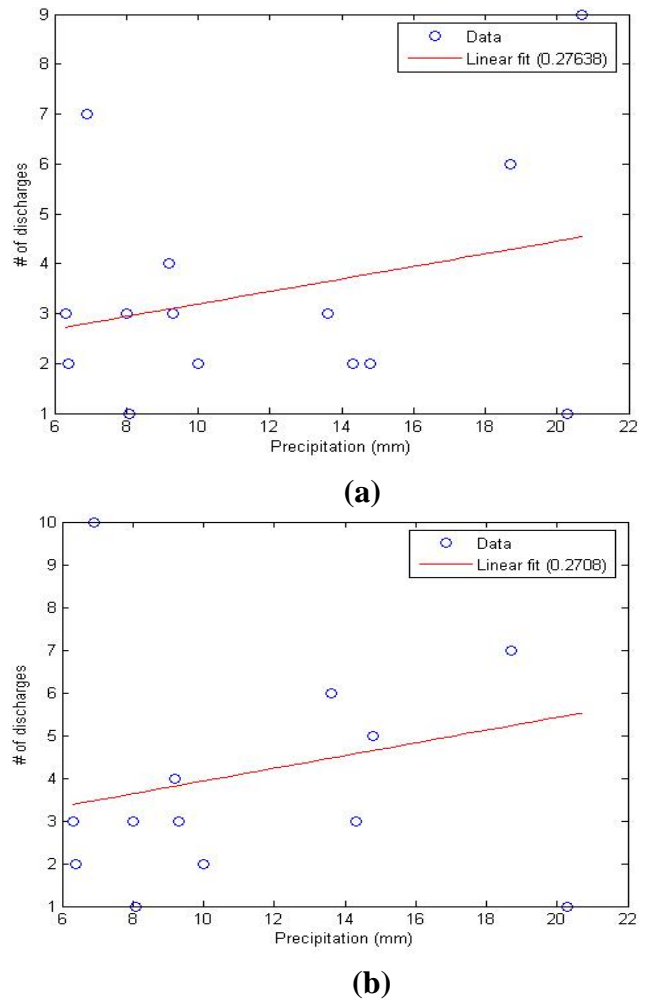 9
8
7
6
5
4
3
2
1
# of discharges
Data
Linear fit (0.27638)
6 8 10 12 14 16 18 20 22
Precipitation (mm)
(a)
10
9
8
7
6
5
4
3
2
1
# of discharges
Data
Linear fit (0.2708)
6 8 10 12 14 16 18 20 22
Precipitation (mm)
(b)